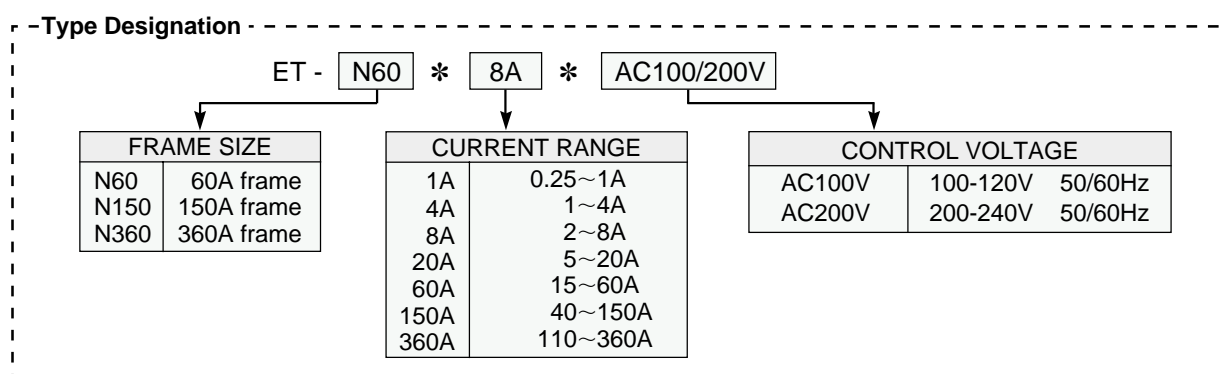 Type Designation
ET - N60 * 8A * AC100/200V
FRAME SIZE
N60 60A frame
N150 150A frame
N360 360A frame
CURRENT RANGE
1A 0.25~1A
4A 1~4A
8A 2~8A
20A 5~20A
60A 15~60A
150A 40~150A
360A 110~360A
CONTROL VOLTAGE
AC100V 100-120V 50/60Hz
AC200V 200-240V 50/60Hz